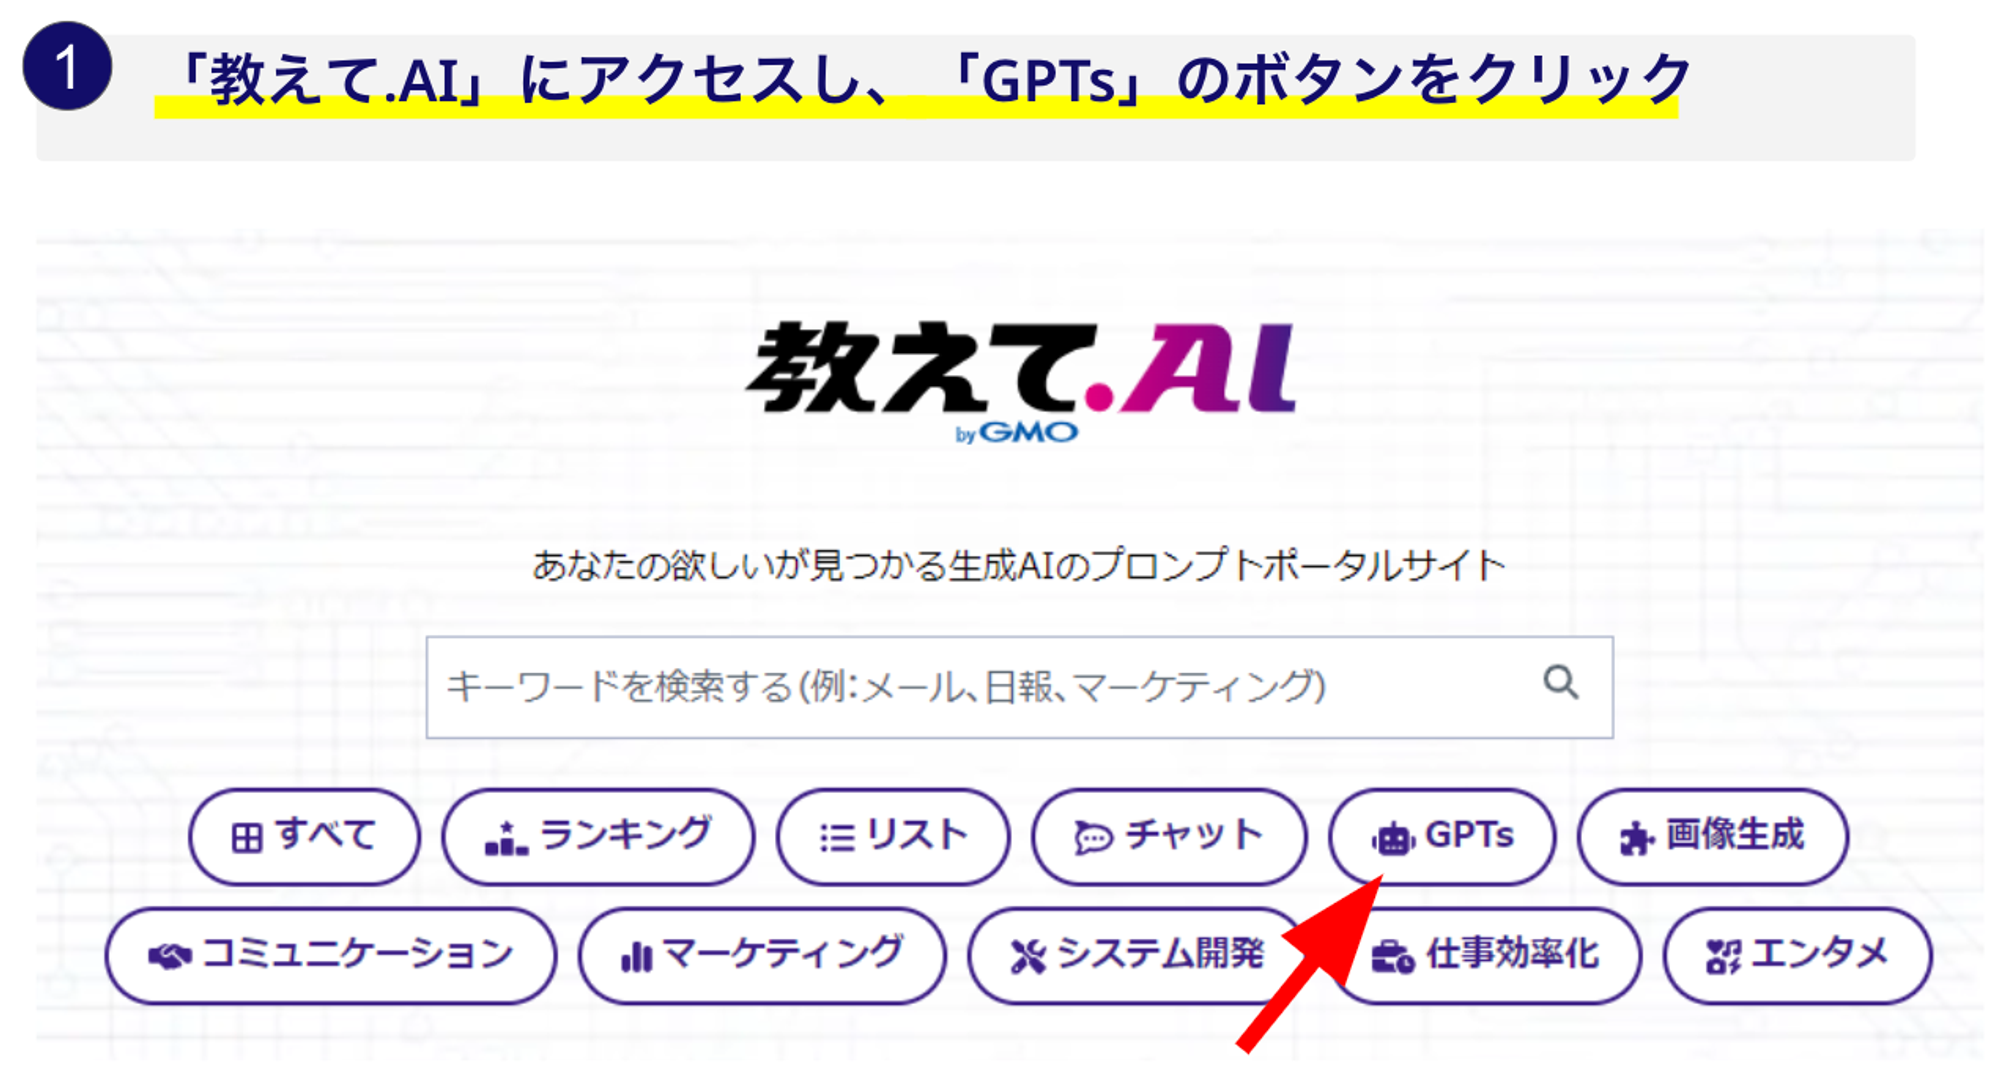 1
「教えて.AI」にアクセスし、「GPTs」のボタンをクリック
教えて.AI
by GMO
あなたの欲しいが見つかる生成AIのプロンプトポータルサイト
キーワードを検索する(例:メール、日報、マーケティング)
すべて ランキング リスト チャット GPTs 画像生成
コミュニケーション マーケティング システム開発 仕事効率化 エンタメ